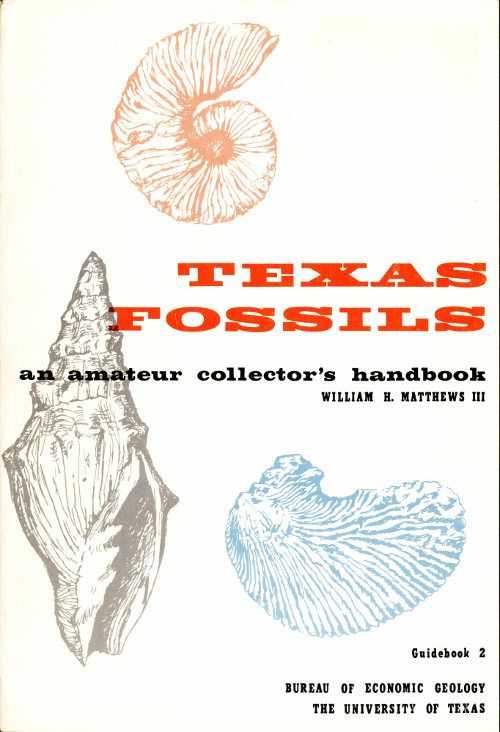 TEXAS
FOSSILS
an amateur collector's handbook
WILLIAM H. MATTHEWS III
Guidebook 2
BUREAU OF ECONOMIC GEOLOGY
THE UNIVERSITY OF TEXAS